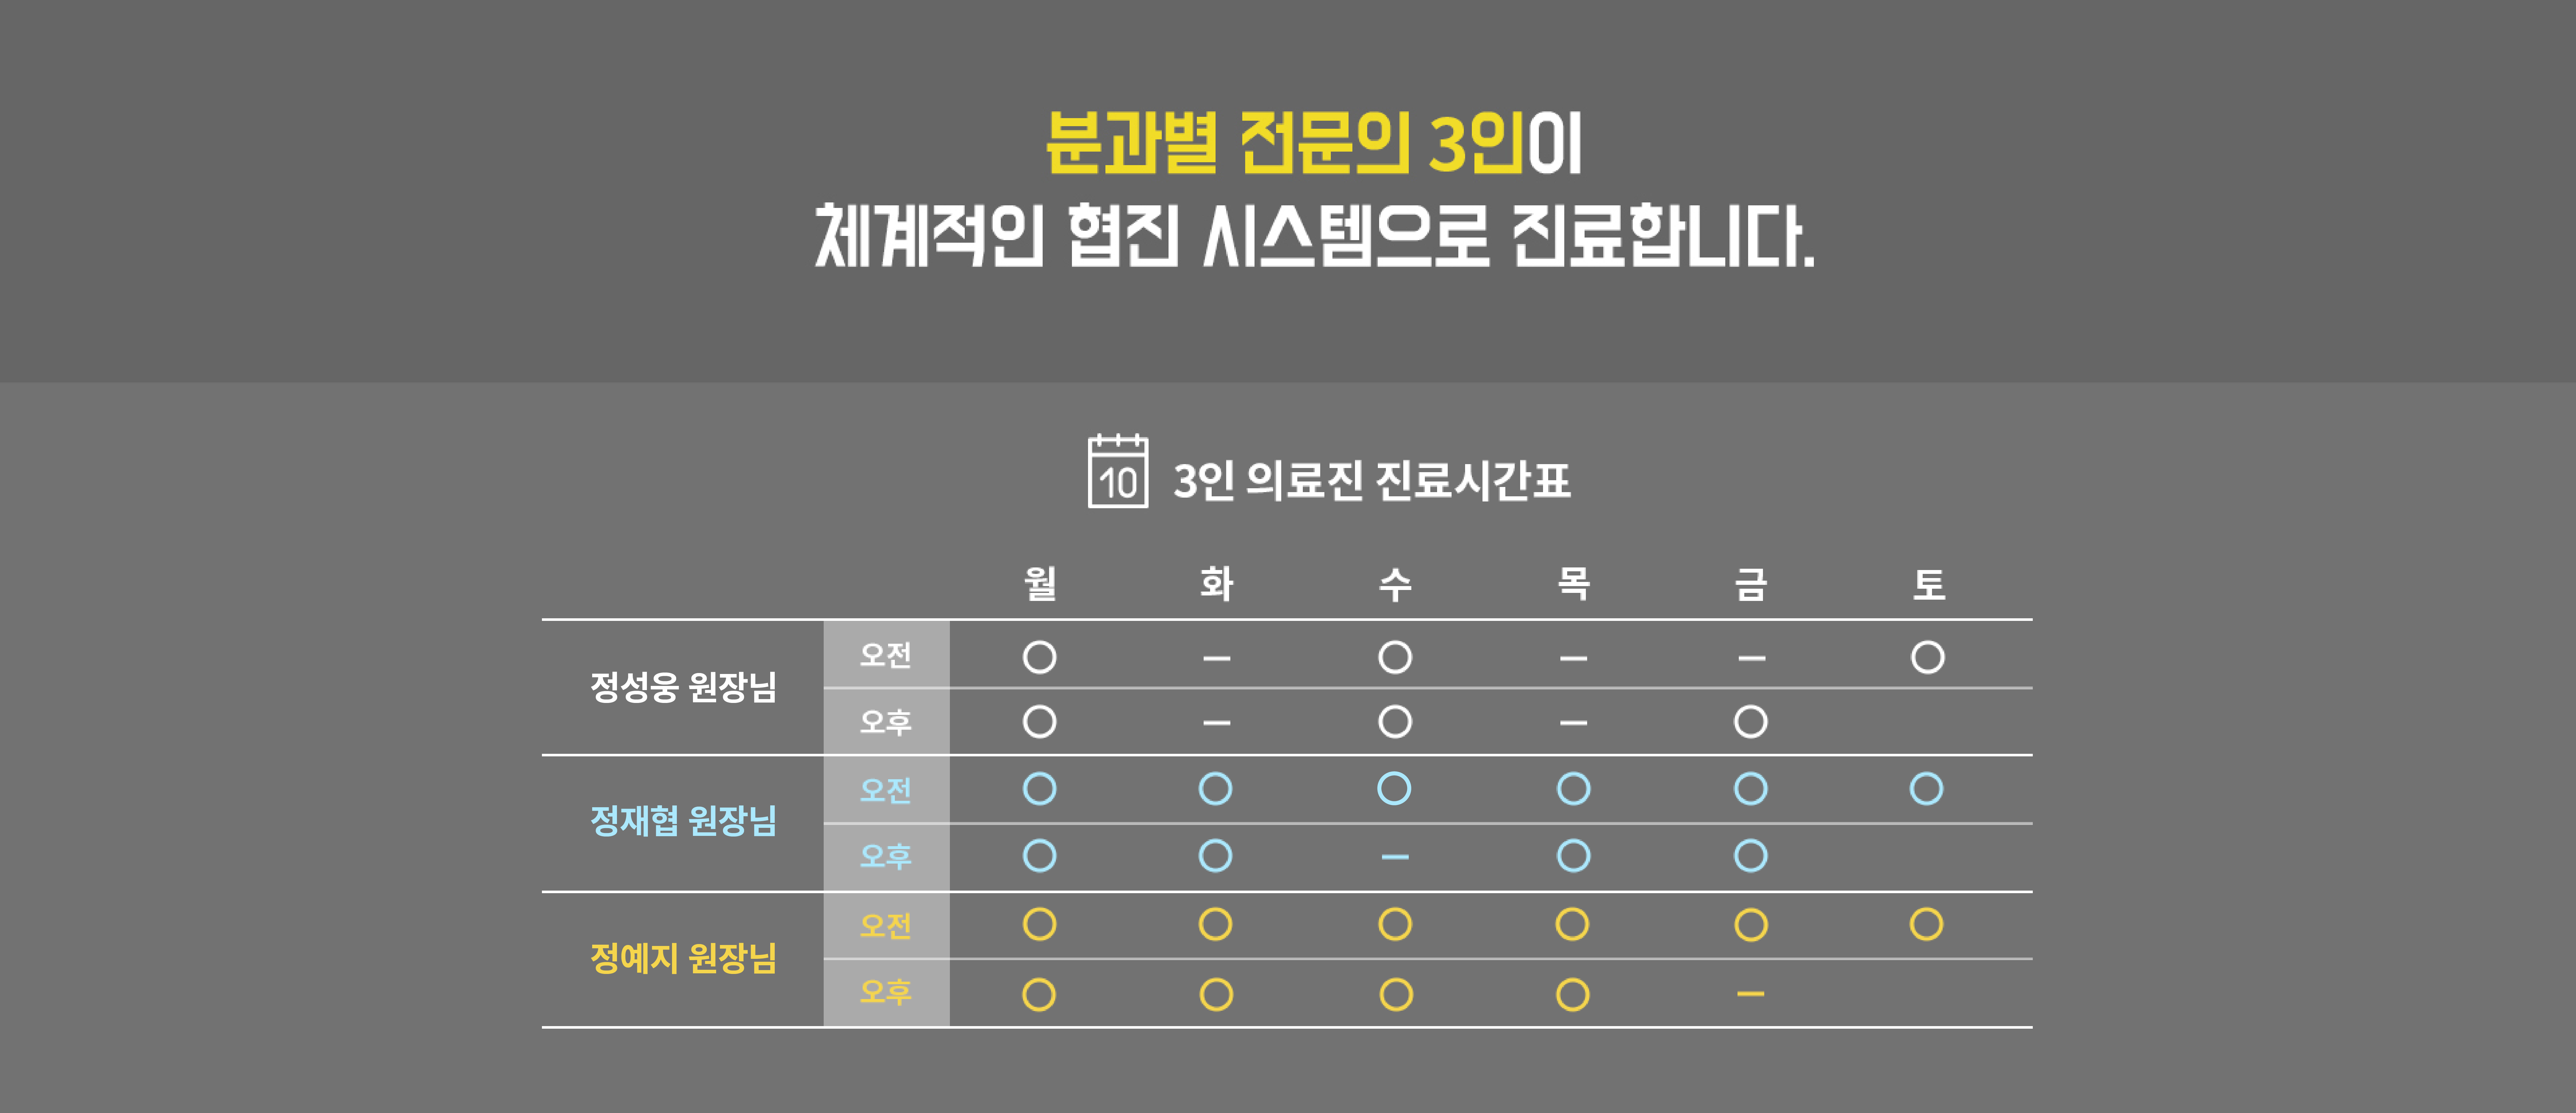 분과별 전문의 3인이
체계적인 협진 시스템으로 진료합니다.
10
3인 의료진 진료시간표
월 화 수 목 금 토
정성웅 원장님
오전 ○ – ○ – – ○
오후 ○ – ○ – ○
정재협 원장님
오전 ○ ○ ○ ○ ○ ○
오후 ○ ○ – ○ ○
정예지 원장님
오전 ○ ○ ○ ○ ○ ○
오후 ○ ○ ○ ○ –